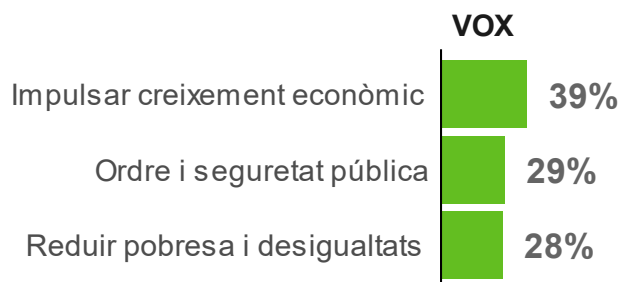 VOX
Impulsar creixement econòmic 39%
Ordre i seguretat pública 29%
Reduir pobresa i desigualtats 28%